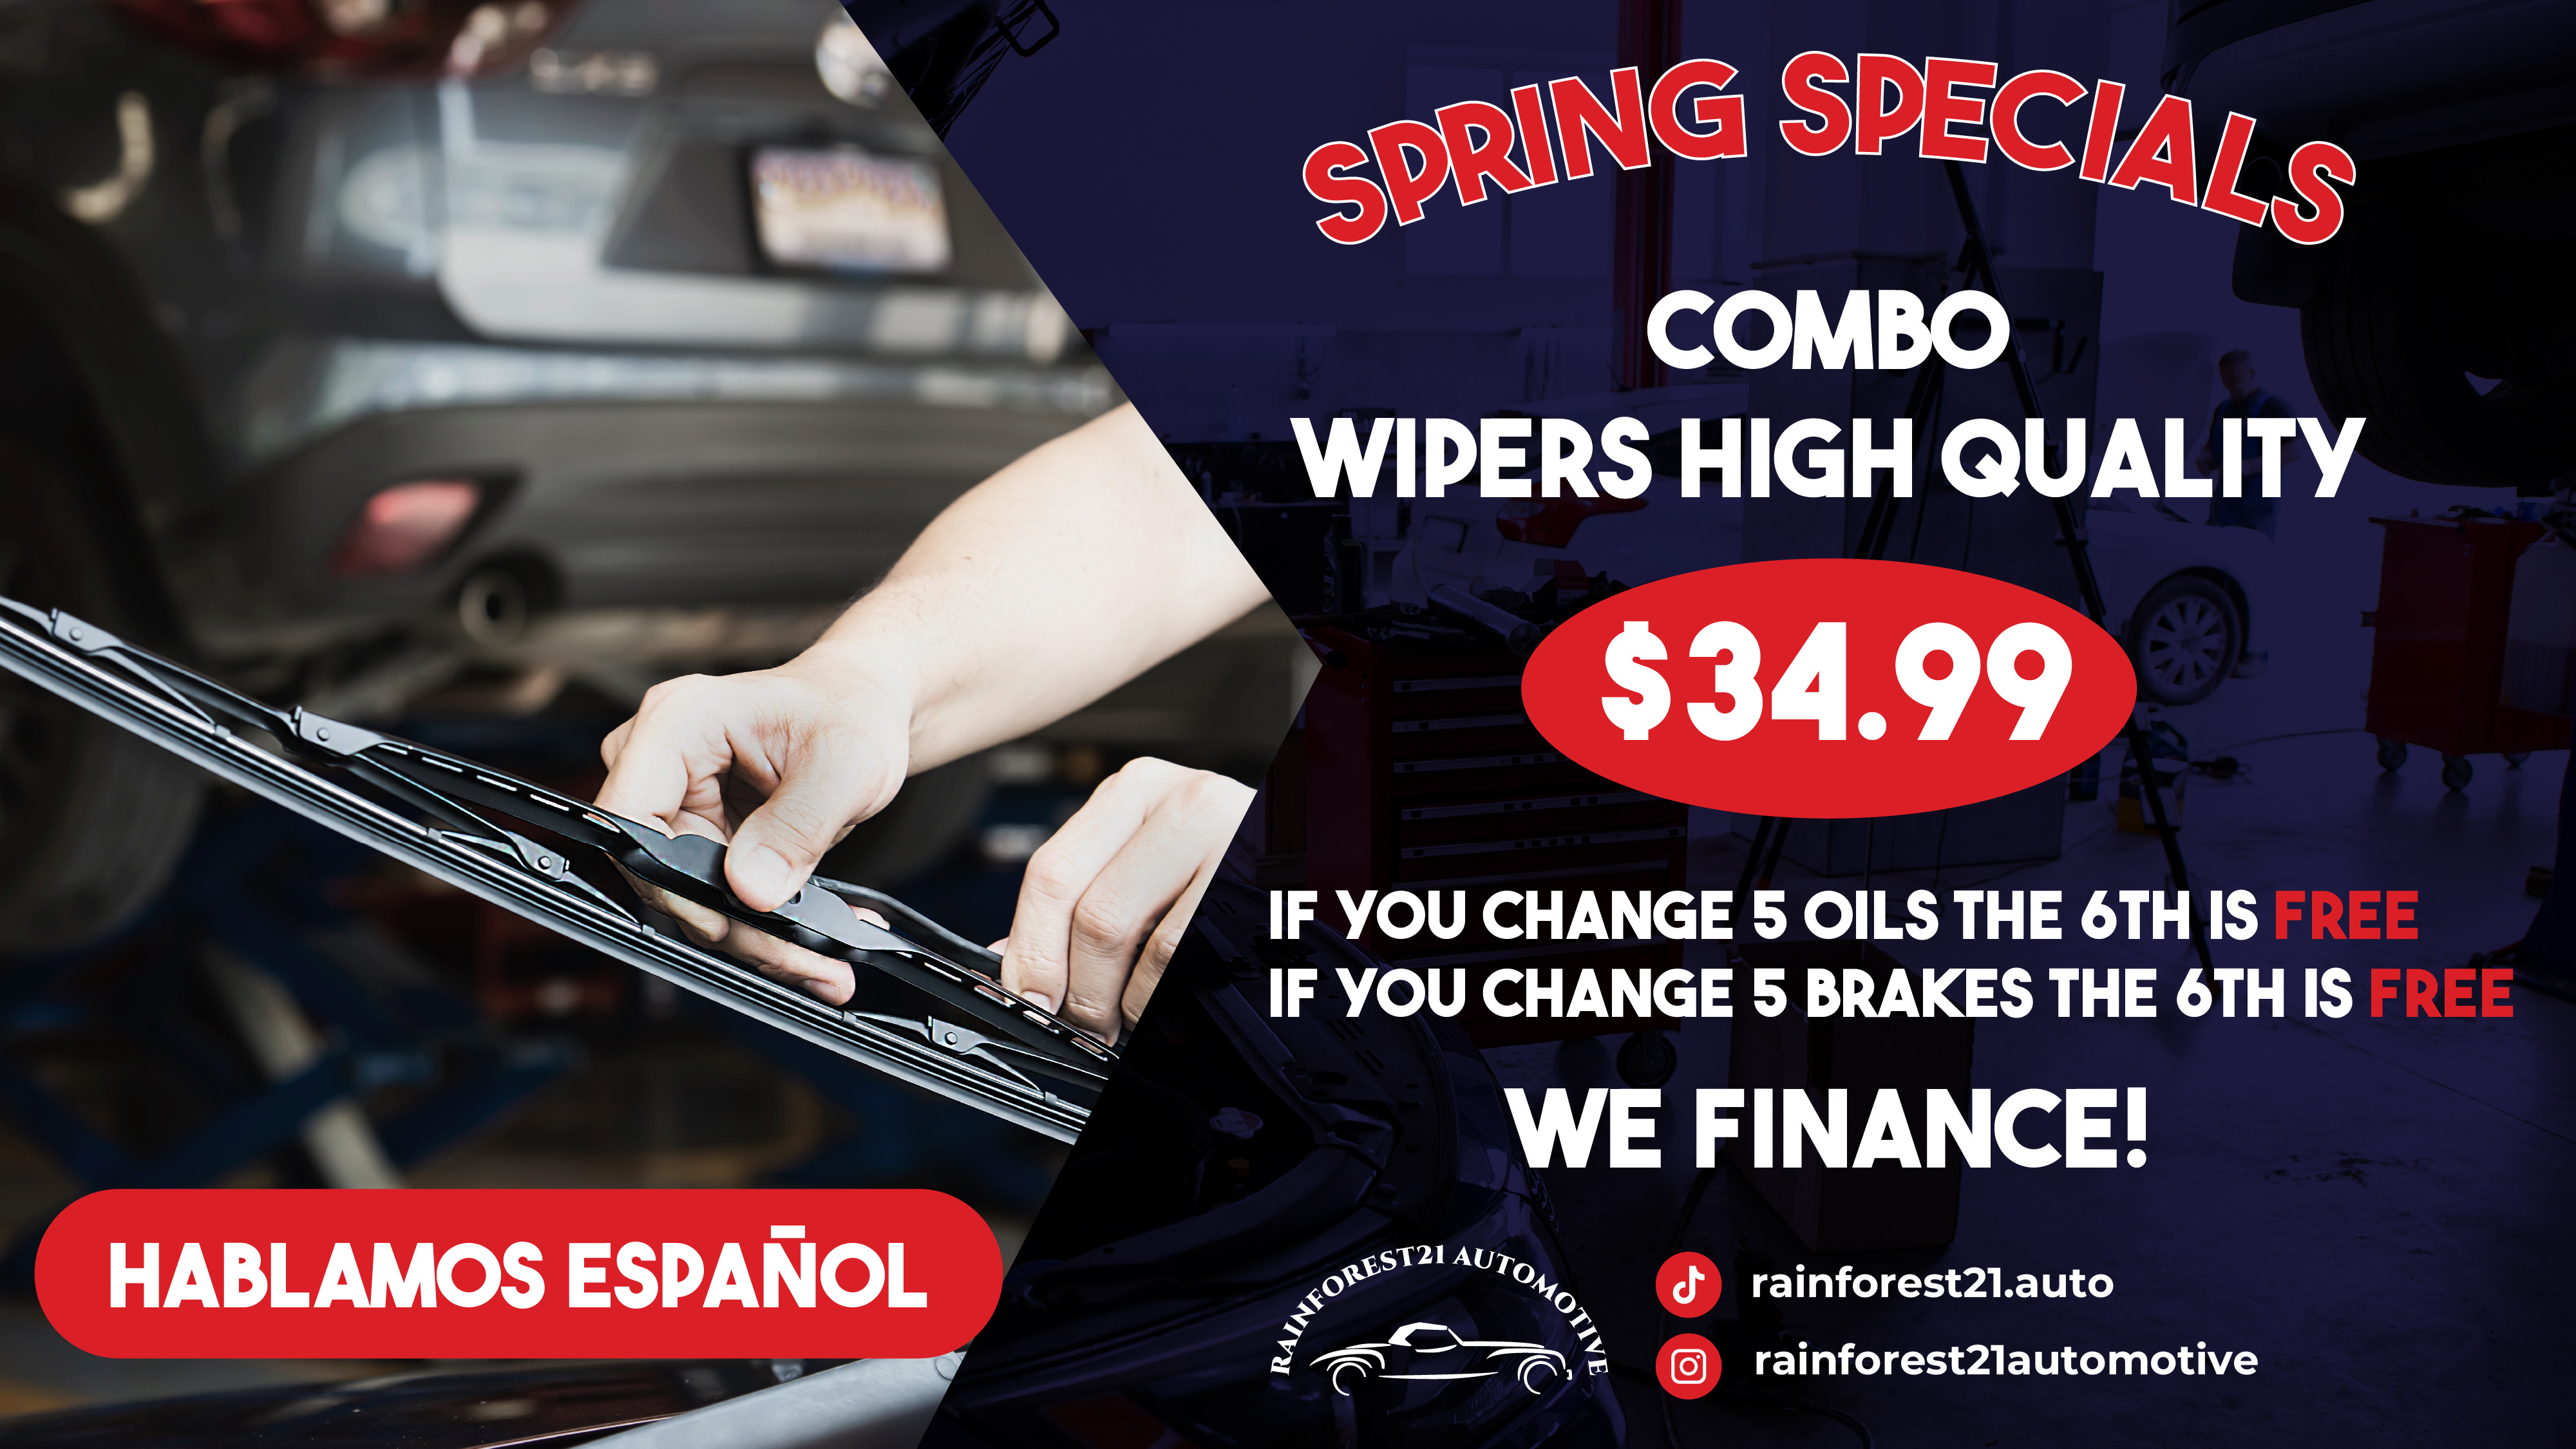 SPRING SPECIALS
COMBO
WIPERS HIGH QUALITY
$34.99
IF YOU CHANGE 5 OILS THE 6TH IS FREE
IF YOU CHANGE 5 BRAKES THE 6TH IS FREE
WE FINANCE!
HABLAMOS ESPAÑOL
RAINFOREST21 AUTOMOTIVE
rainforest21.auto
rainforest21automotive